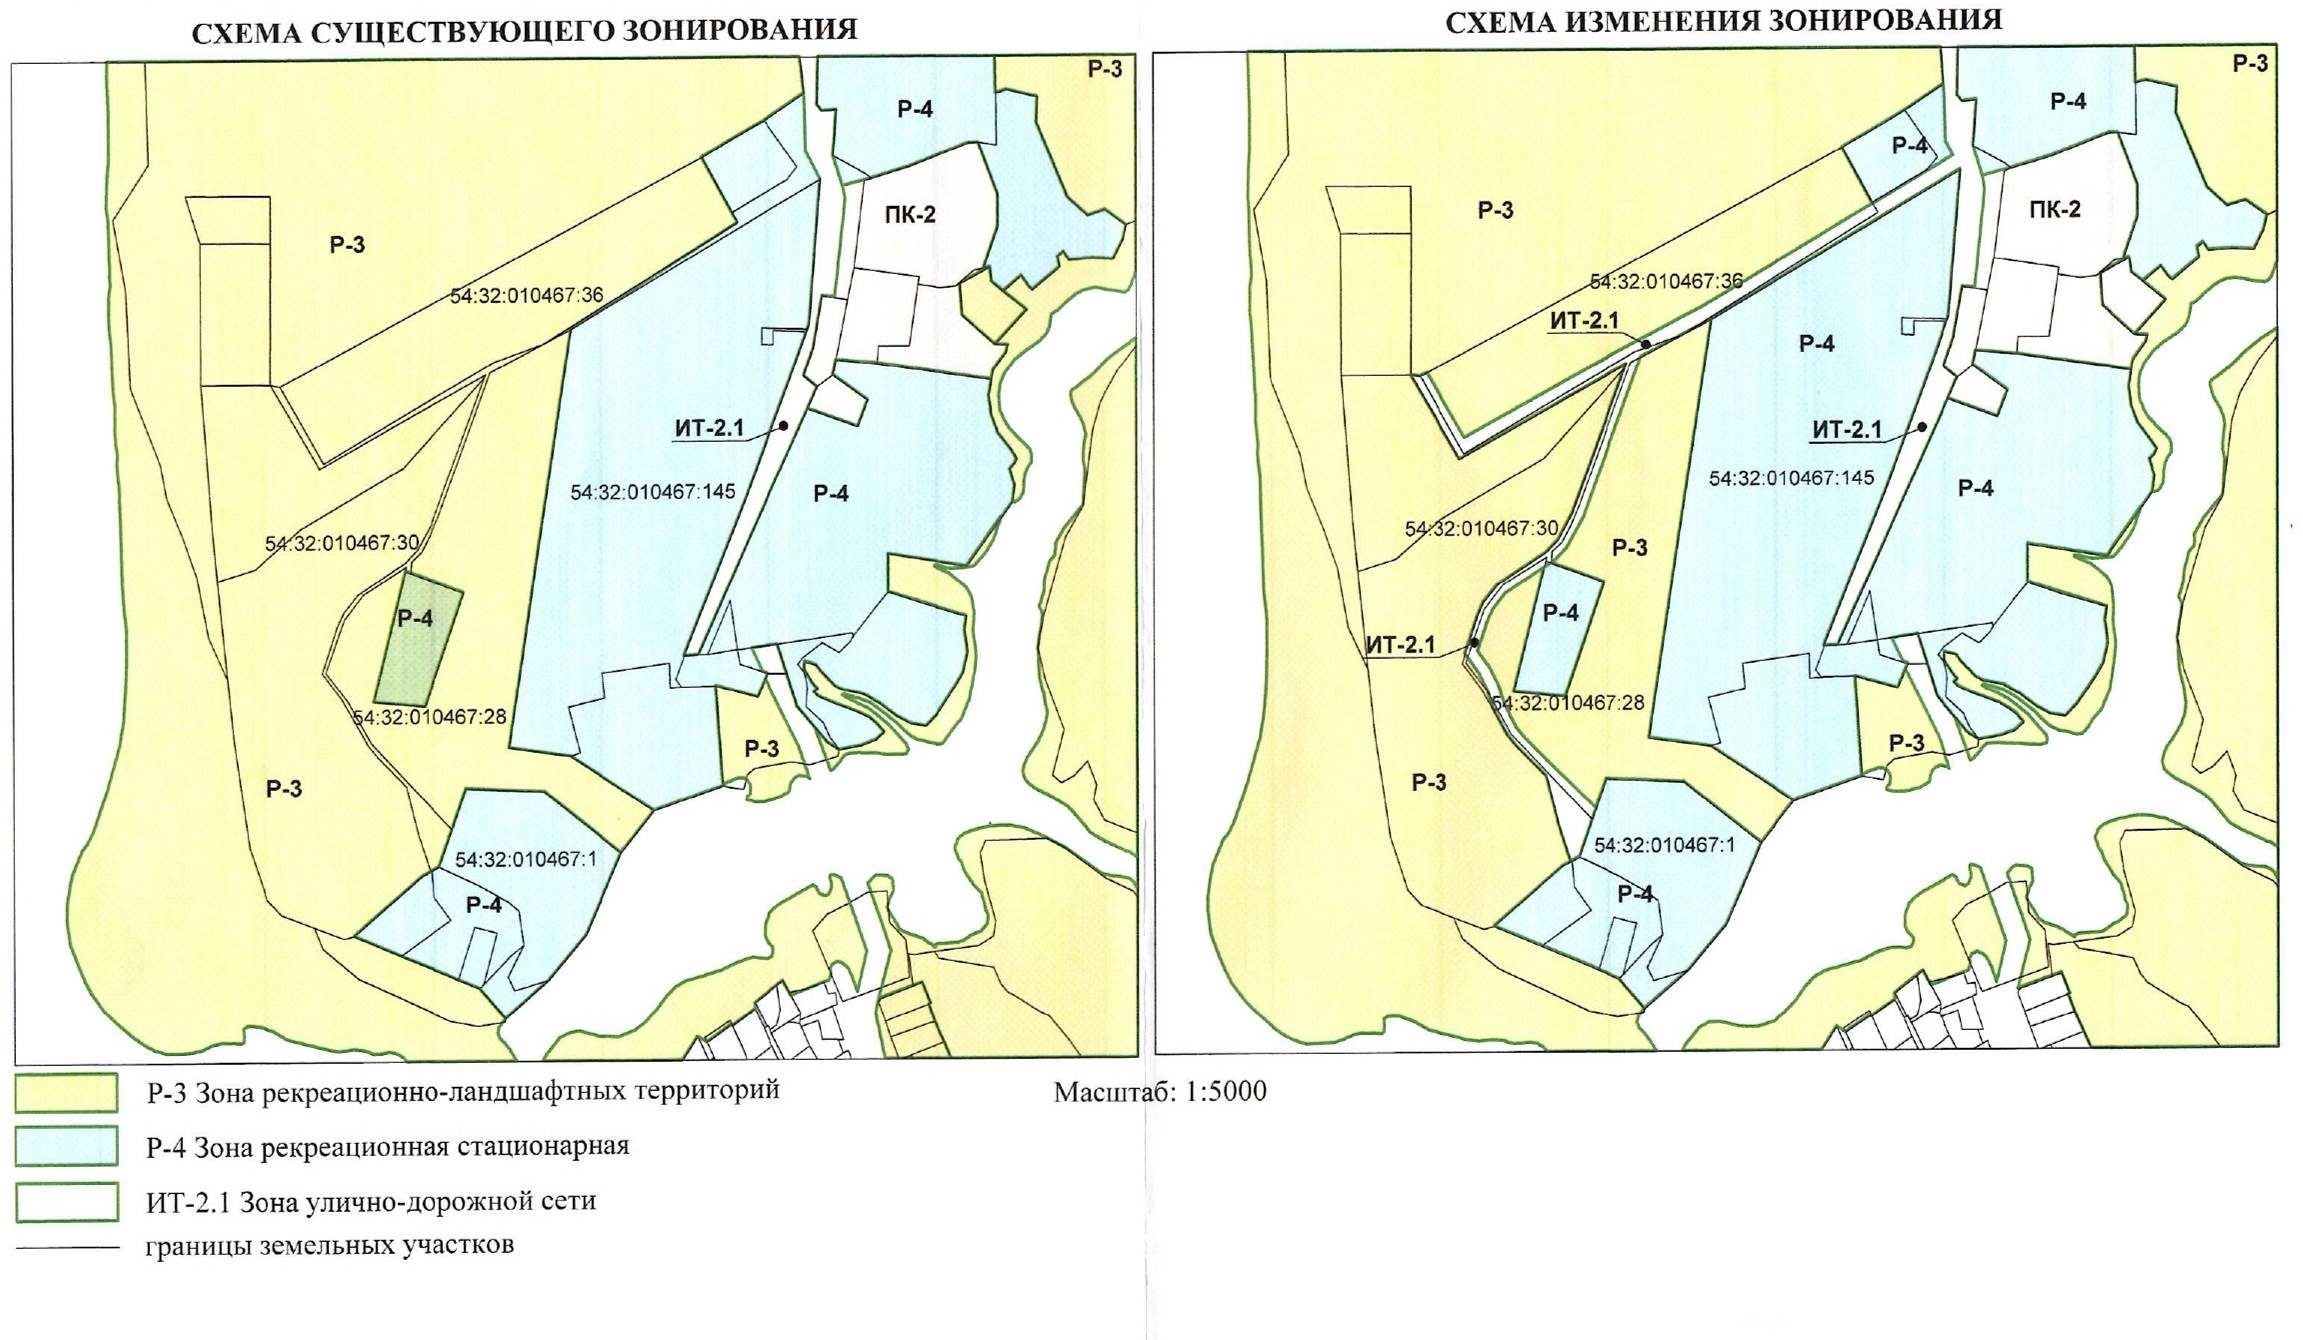 СХЕМА СУЩЕСТВУЮЩЕГО ЗОНИРОВАНИЯ
Р-3
Р-4
ПК-2
Р-3
54:32:010467:36
ИТ-2.1
54:32:010467:145
Р-4
54:32:010467:30
Р-4
54:32:010467:28
Р-3
Р-3
54:32:010467:1
Р-4
СХЕМА ИЗМЕНЕНИЯ ЗОНИРОВАНИЯ
Р-3
Р-4
Р-4
Р-3
ПК-2
54:32:010467:36
ИТ-2.1
Р-4
ИТ-2.1
54:32:010467:145
Р-4
54:32:010467:30
Р-3
Р-4
ИТ-2.1
54:32:010467:28
Р-3
Р-3
54:32:010467:1
Р-4
Р-3 Зона рекреационно-ландшафтных территорий
Масштаб: 1:5000
Р-4 Зона рекреационная стационарная
ИТ-2.1 Зона улично-дорожной сети
границы земельных участков